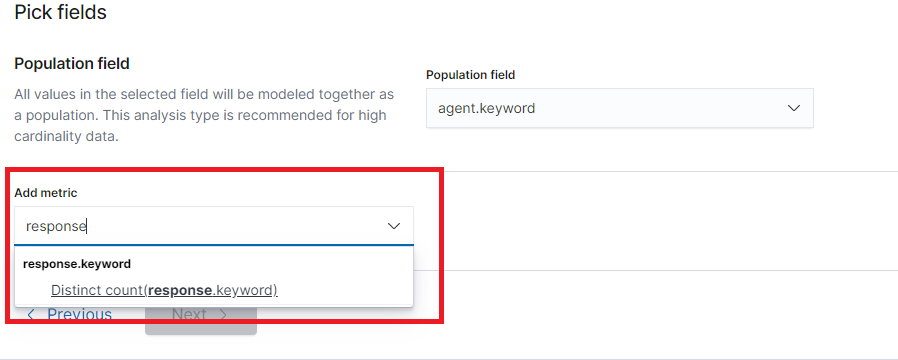 Pick fields
Population field
All values in the selected field will be modeled together as
a population. This analysis type is recommended for high
cardinality data.
Population field
agent.keyword
Add metric
response
response.keyword
Distinct count(response.keyword)
Previous
Next